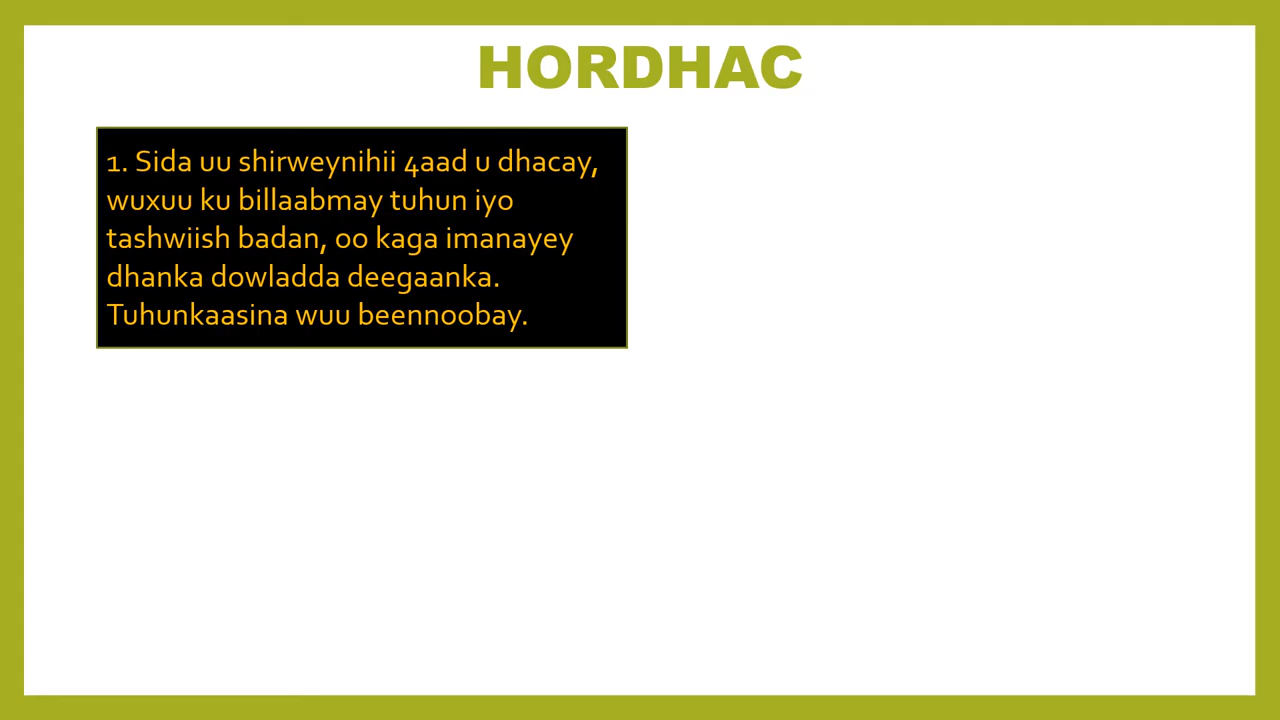 HORDHAC
1. Sida uu shirweynihii 4aad u dhacay,
wuxuu ku billaabmay tuhun iyo
tashwiish badan, oo kaga imanayey
dhanka dowladda deegaanka.
Tuhunkaasina wuu beennoobay.